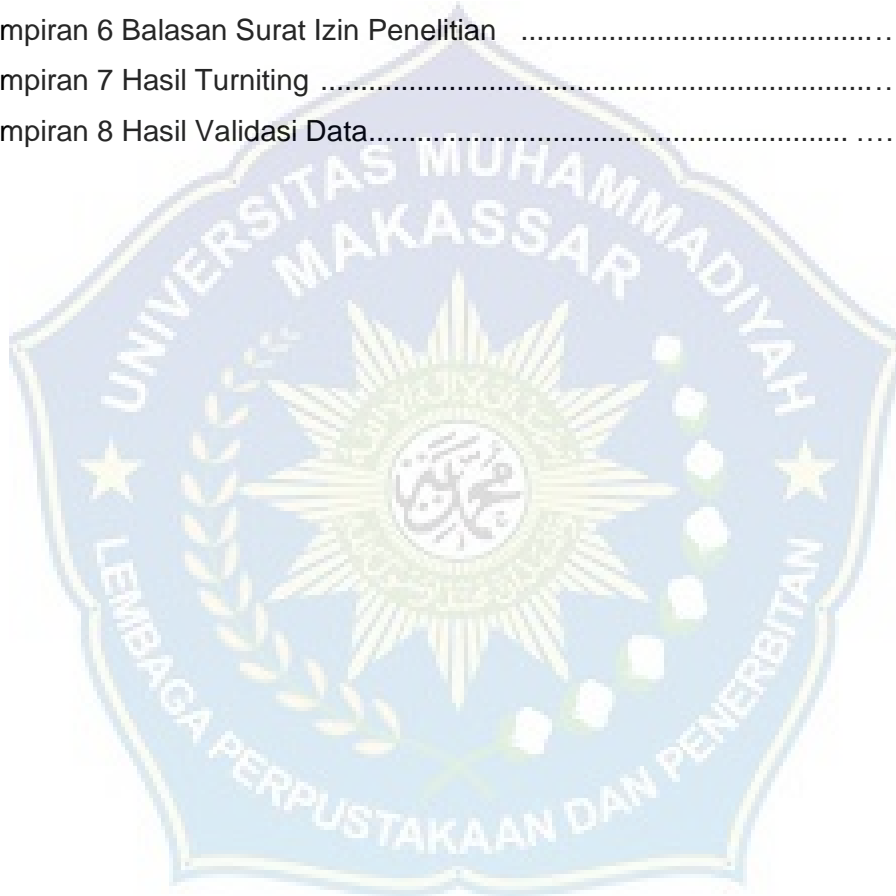 mpiran 6 Balasan Surat Izin Penelitian ................................................
mpiran 7 Hasil Turniting ................................................................................
mpiran 8 Hasil Validasi Data............................................................ ....
UNIVERSITAS MUHAMMADIYAH
MAKASSAR
LEMBAGA PERPUSTAKAAN DAN PENERBITAN